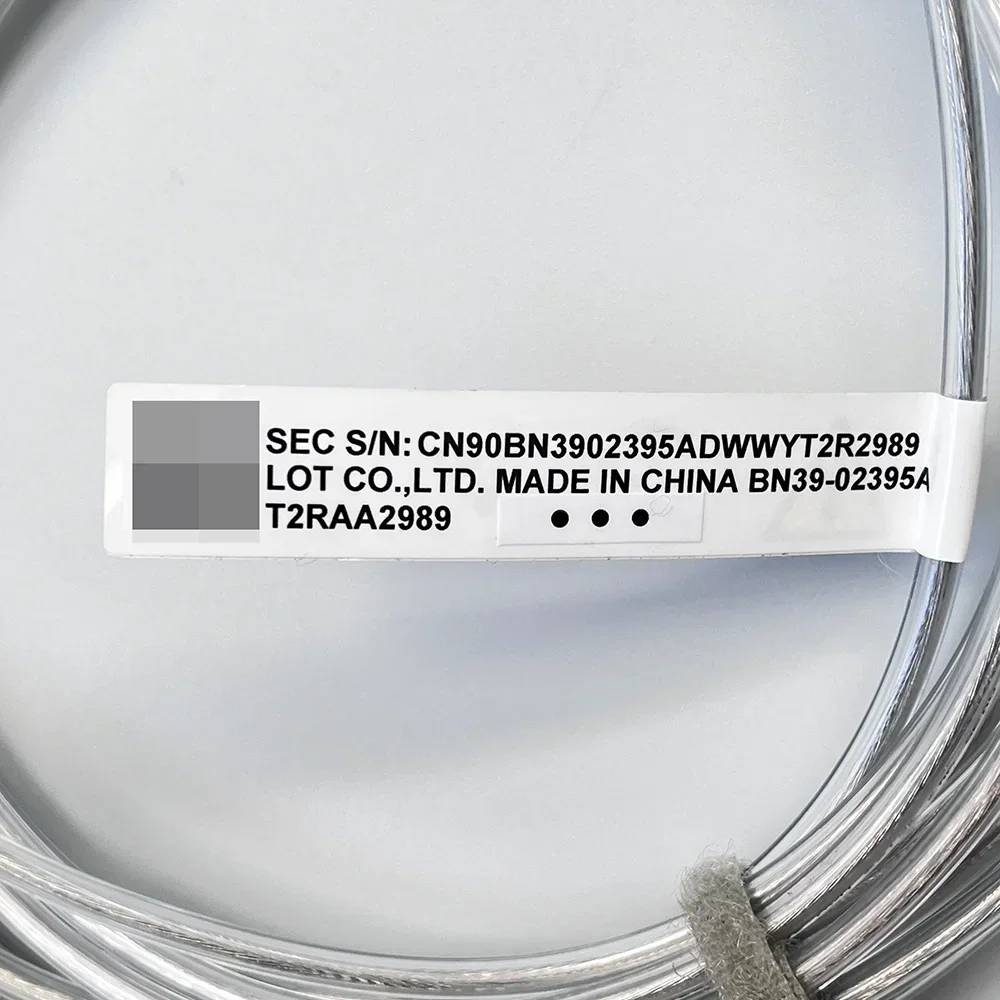 SEC S/N: CN90BN3902395ADWWYT2R2989
LOT CO.,LTD. MADE IN CHINA BN39-02395A
T2RAA2989